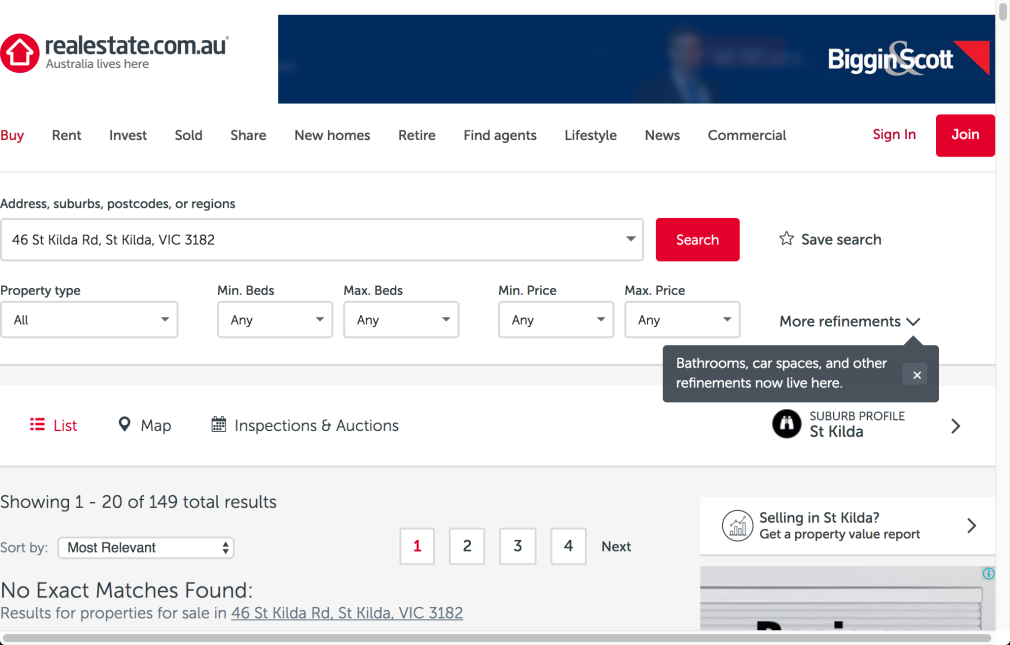 realestate.com.au
Australia lives here
Biggin&Scott
Buy Rent Invest Sold Share New homes Retire Find agents Lifestyle News Commercial Sign In Join
Address, suburbs, postcodes, or regions
46 St Kilda Rd, St Kilda, VIC 3182 Search Save search
Property type Min. Beds Max. Beds Min. Price Max. Price
All Any Any Any Any More refinements
Bathrooms, car spaces, and other
refinements now live here. ×
List Map Inspections & Auctions
SUBURB PROFILE
St Kilda
Showing 1 - 20 of 149 total results
Selling in St Kilda?
Get a property value report
Sort by: Most Relevant 1 2 3 4 Next
No Exact Matches Found:
Results for properties for sale in 46 St Kilda Rd, St Kilda, VIC 3182